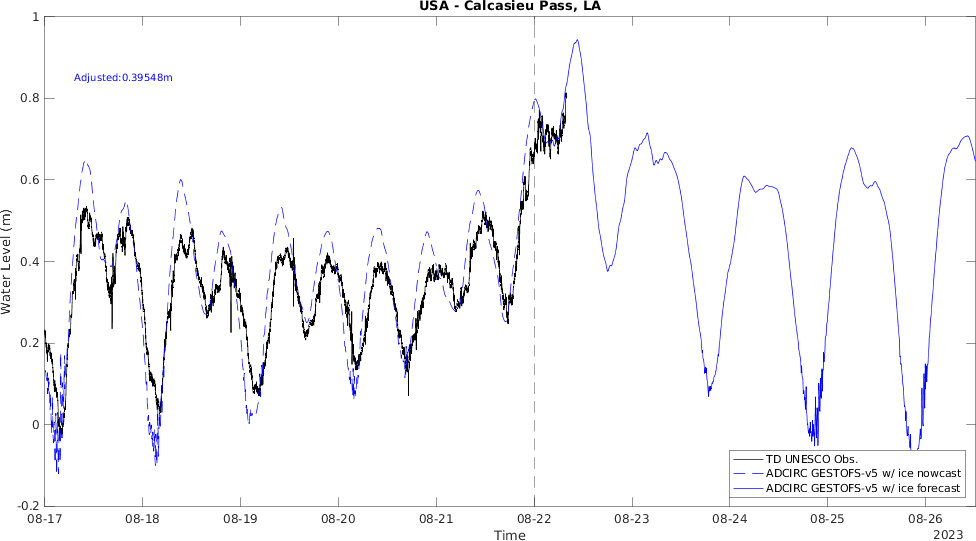 USA - Calcasieu Pass, LA
Adjusted:0.39548m
Water Level (m)
1
0.8
0.6
0.4
0.2
0
-0.2
08-17 08-18 08-19 08-20 08-21 08-22 08-23 08-24 08-25 08-26
Time
2023
TD UNESCO Obs.
ADCIRC GESTOFS-v5 w/ ice nowcast
ADCIRC GESTOFS-v5 w/ ice forecast